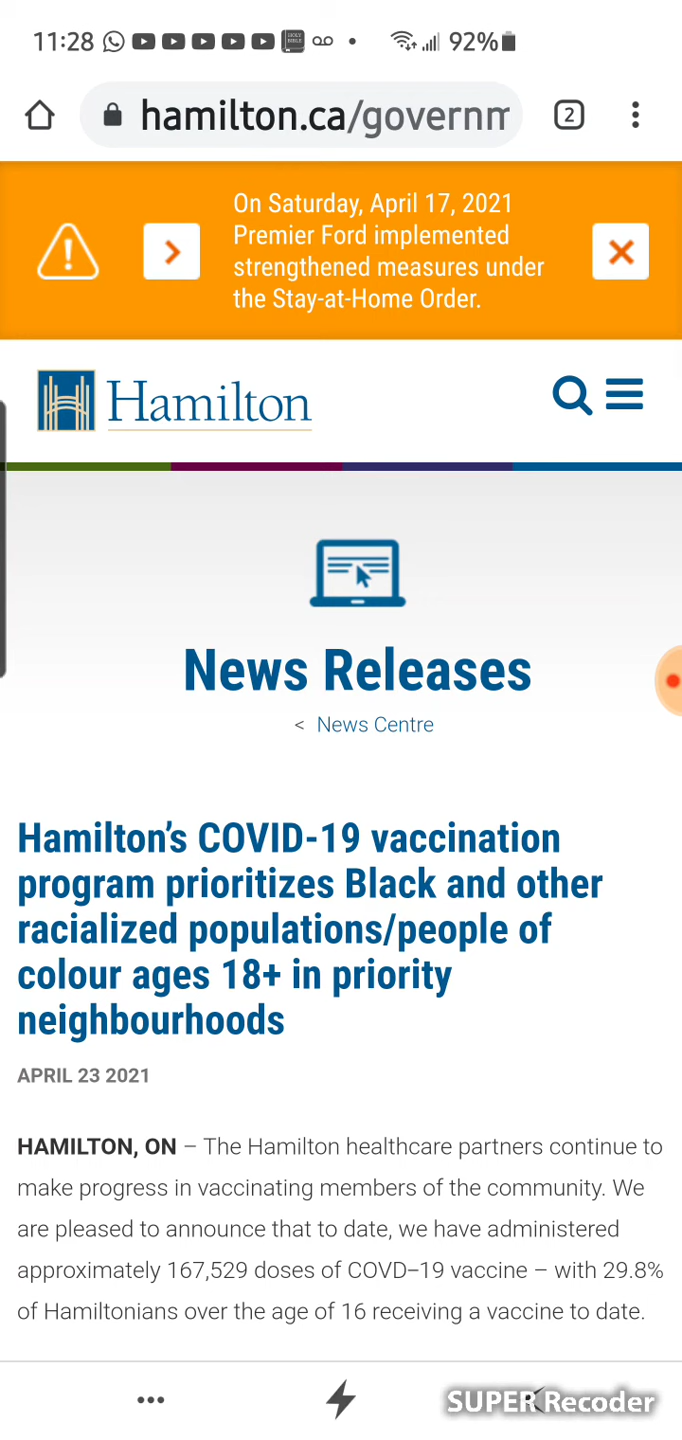 11:28 92%
hamilton.ca/governm
2
On Saturday, April 17, 2021
Premier Ford implemented
strengthened measures under
the Stay-at-Home Order.
Hamilton
News Releases
< News Centre
Hamilton’s COVID-19 vaccination
program prioritizes Black and other
racialized populations/people of
colour ages 18+ in priority
neighbourhoods
APRIL 23 2021
HAMILTON, ON – The Hamilton healthcare partners continue to
make progress in vaccinating members of the community. We
are pleased to announce that to date, we have administered
approximately 167,529 doses of COVD–19 vaccine – with 29.8%
of Hamiltonians over the age of 16 receiving a vaccine to date.
SUPER Recoder